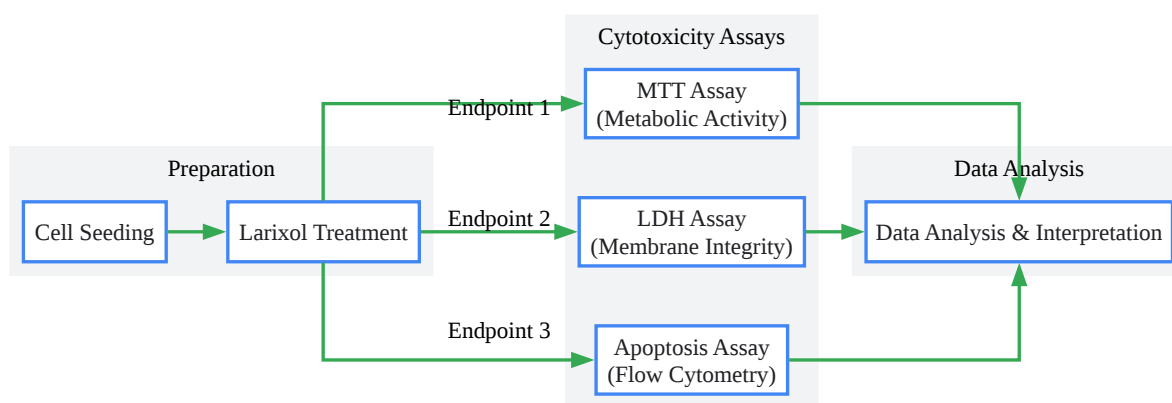 Preparation
Cell Seeding
Larixol Treatment
Endpoint 1
Endpoint 2
Endpoint 3
Cytotoxicity Assays
MTT Assay
(Metabolic Activity)
LDH Assay
(Membrane Integrity)
Apoptosis Assay
(Flow Cytometry)
Data Analysis
Data Analysis & Interpretation